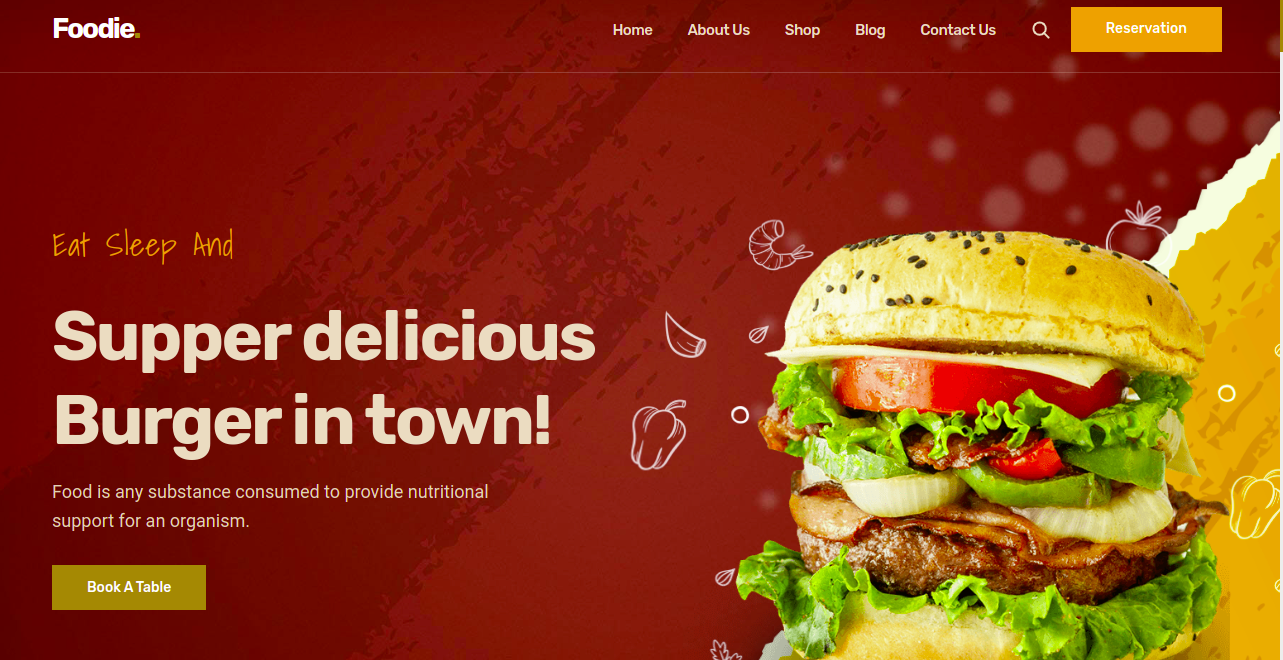 Foodie.
Home About Us Shop Blog Contact Us Reservation
Eat Sleep And
Supper delicious
Burger in town!
Food is any substance consumed to provide nutritional
support for an organism.
Book A Table